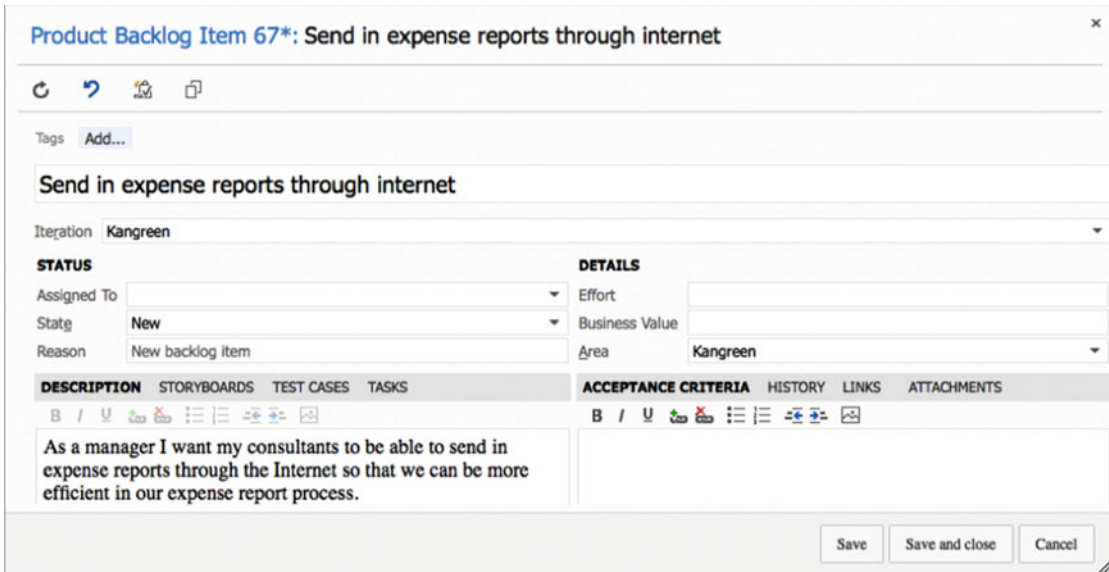 Product Backlog Item 67*: Send in expense reports through internet
Tags Add...
Send in expense reports through internet
Iteration Kangreen
STATUS DETAILS
Assigned To Effort
State New Business Value
Reason New backlog item Area Kangreen
DESCRIPTION STORYBOARDS TEST CASES TASKS ACCEPTANCE CRITERIA HISTORY LINKS ATTACHMENTS
B I U B I U
As a manager I want my consultants to be able to send in
expense reports through the Internet so that we can be more
efficient in our expense report process.
Save Save and close Cancel